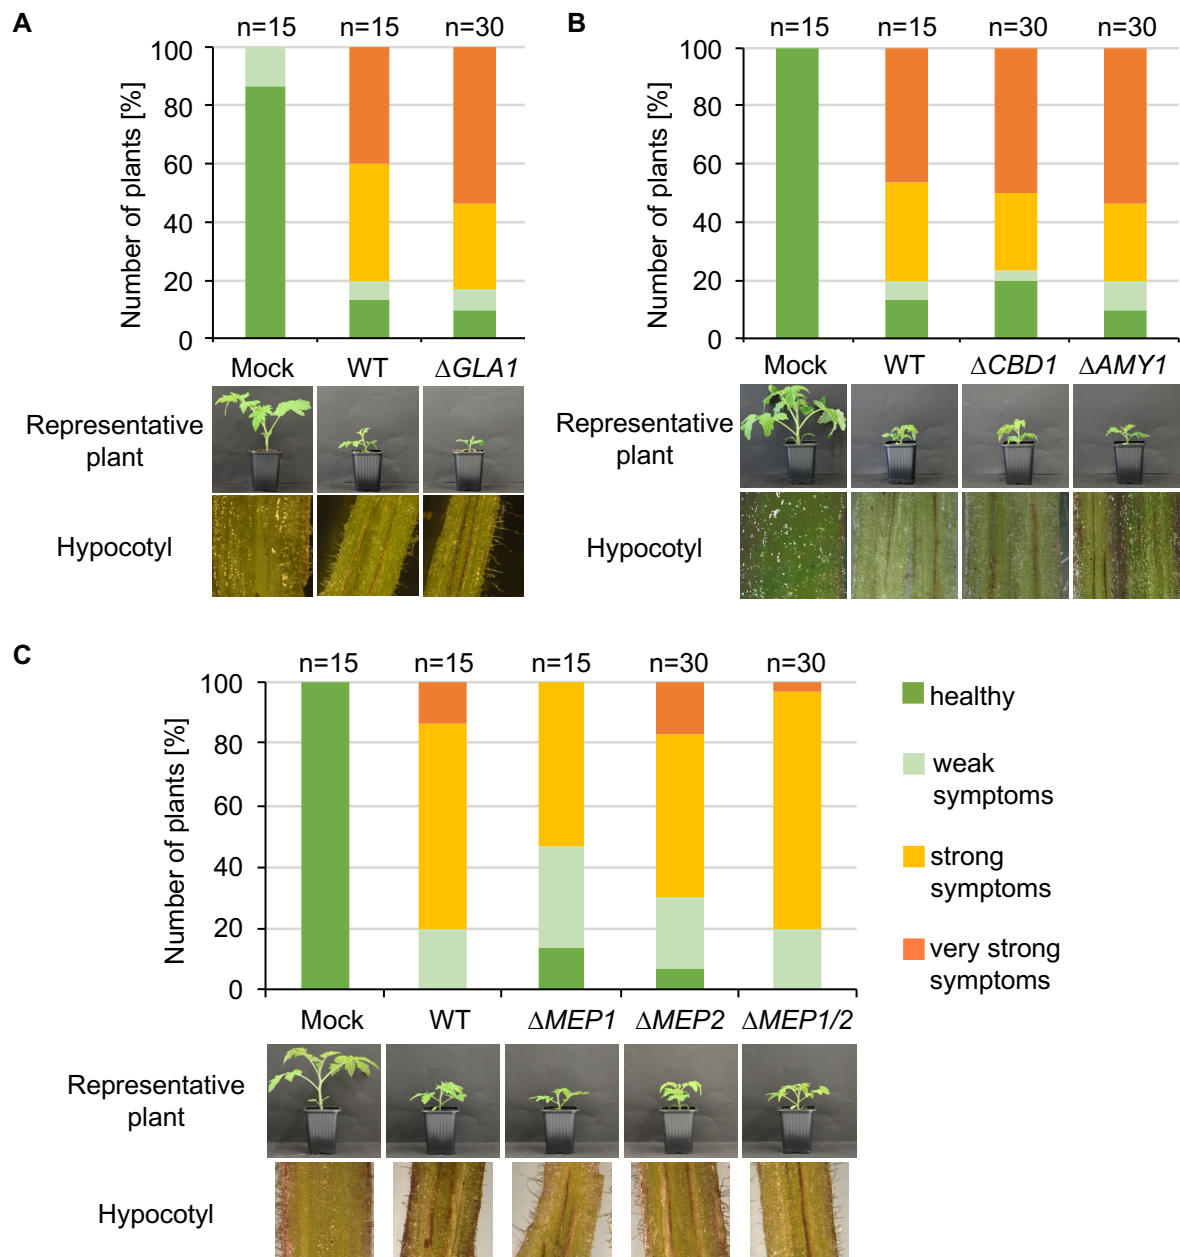 A
n=15 n=15 n=30
Number of plants [%]
100
80
60
40
20
0
Mock WT ΔGLA1
Representative
plant
Hypocotyl
B
n=15 n=15 n=30 n=30
Number of plants [%]
100
80
60
40
20
0
Mock WT ΔCBD1 ΔAMY1
Representative
plant
Hypocotyl
C
n=15 n=15 n=15 n=30 n=30
Number of plants [%]
100
80
60
40
20
0
Mock WT ΔMEP1 ΔMEP2 ΔMEP1/2
Representative
plant
Hypocotyl
healthy
weak
symptoms
strong
symptoms
very strong
symptoms